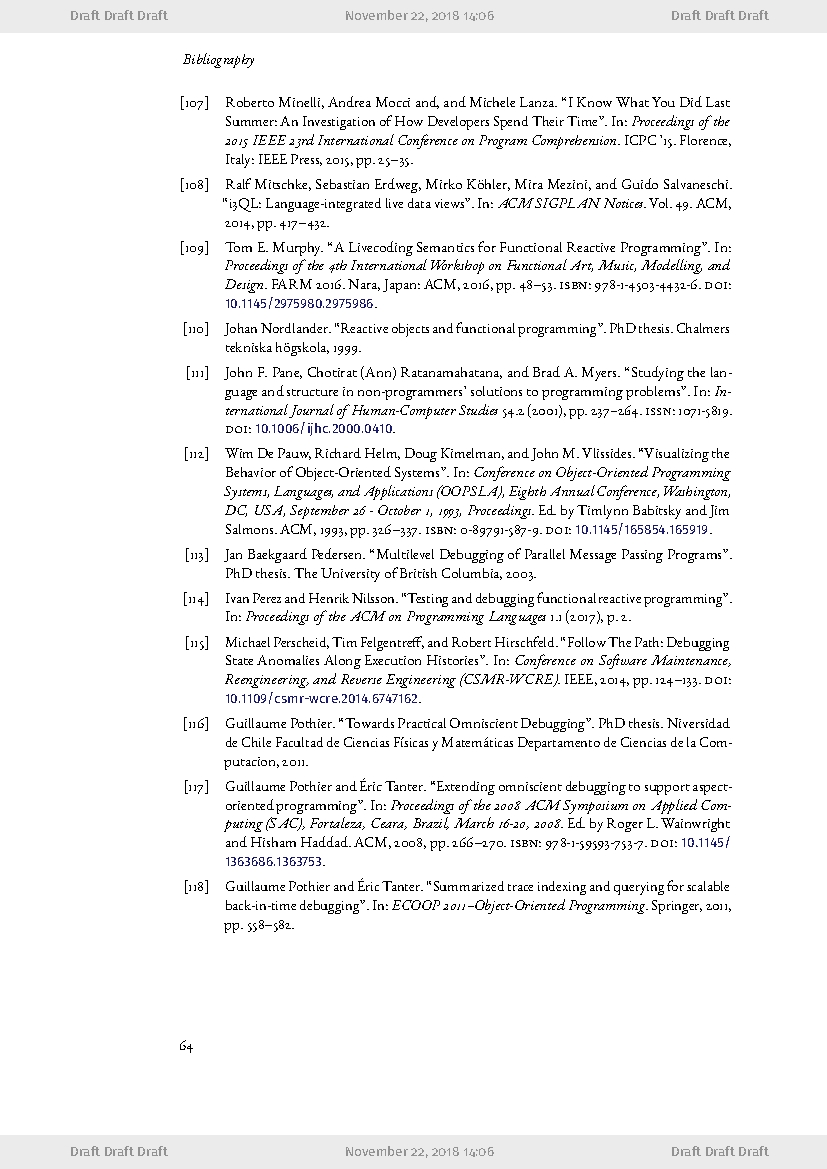 Draft Draft Draft November 22, 2018 14:06 Draft Draft Draft
Bibliography
[107] Roberto Minelli, Andrea Mocci and, and Michele Lanza. “I Know What You Did Last
Summer: An Investigation of How Developers Spend Their Time”. In: Proceedings of the
2015 IEEE 23rd International Conference on Program Comprehension. ICPC ’15. Florence,
Italy: IEEE Press, 2015, pp. 25–35.
[108] Ralf Mitschke, Sebastian Erdweg, Mirko Köhler, Mira Mezini, and Guido Salvaneschi.
“i3QL: Language-integrated live data views”. In: ACM SIGPLAN Notices. Vol. 49. ACM,
2014, pp. 417–432.
[109] Tom E. Murphy. “A Livecoding Semantics for Functional Reactive Programming”. In:
Proceedings of the 4th International Workshop on Functional Art, Music, Modelling, and
Design. FARM 2016. Nara, Japan: ACM, 2016, pp. 48–53. ISBN: 978-1-4503-4432-6. DOI:
10.1145/2975980.2975986.
[110] Johan Nordlander. “Reactive objects and functional programming”. PhD thesis. Chalmers
tekniska högskola, 1999.
[111] John F. Pane, Chotirat (Ann) Ratanamahatana, and Brad A. Myers. “Studying the lan-
guage and structure in non-programmers’ solutions to programming problems”. In: In-
ternational Journal of Human-Computer Studies 54.2 (2001), pp. 237–264. ISSN: 1071-5819.
DOI: 10.1006/ijhc.2000.0410.
[112] Wim De Pauw, Richard Helm, Doug Kimelman, and John M. Vlissides. “Visualizing the
Behavior of Object-Oriented Systems”. In: Conference on Object-Oriented Programming
Systems, Languages, and Applications (OOPSLA), Eighth Annual Conference, Washington,
DC, USA, September 26 - October 1, 1993, Proceedings. Ed. by Timlynn Babitsky and Jim
Salmons. ACM, 1993, pp. 326–337. ISBN: 0-89791-587-9. DOI: 10.1145/165854.165919.
[113] Jan Baekgaard Pedersen. “Multilevel Debugging of Parallel Message Passing Programs”.
PhD thesis. The University of British Columbia, 2003.
[114] Ivan Perez and Henrik Nilsson. “Testing and debugging functional reactive programming”.
In: Proceedings of the ACM on Programming Languages 1.1 (2017), p. 2.
[115] Michael Perscheid, Tim Felgentreff, and Robert Hirschfeld. “Follow The Path: Debugging
State Anomalies Along Execution Histories”. In: Conference on Software Maintenance,
Reengineering, and Reverse Engineering (CSMR-WCRE). IEEE, 2014, pp. 124–133. DOI:
10.1109/csmr-wcre.2014.6747162.
[116] Guillaume Pothier. “Towards Practical Omniscient Debugging”. PhD thesis. Niversidad
de Chile Facultad de Ciencias Físicas y Matemáticas Departamento de Ciencias de la Com-
putacion, 2011.
[117] Guillaume Pothier and Éric Tanter. “Extending omniscient debugging to support aspect-
oriented programming”. In: Proceedings of the 2008 ACM Symposium on Applied Com-
puting (SAC), Fortaleza, Ceara, Brazil, March 16-20, 2008. Ed. by Roger L. Wainwright
and Hisham Haddad. ACM, 2008, pp. 266–270. ISBN: 978-1-59593-753-7. DOI: 10.1145/
1363686.1363753.
[118] Guillaume Pothier and Éric Tanter. “Summarized trace indexing and querying for scalable
back-in-time debugging”. In: ECOOP 2011–Object-Oriented Programming. Springer, 2011,
pp. 558–582.
64
Draft Draft Draft November 22, 2018 14:06 Draft Draft Draft